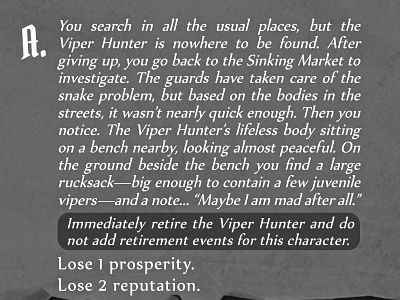 A. You search in all the usual places, but the
Viper Hunter is nowhere to be found. After
giving up, you go back to the Sinking Market to
investigate. The guards have taken care of the
snake problem, but based on the bodies in the
streets, it wasn't nearly quick enough. Then you
notice. The Viper Hunter's lifeless body sitting
on a bench nearby, looking almost peaceful. On
the ground beside the bench you find a large
rucksack—big enough to contain a few juvenile
vipers—and a note... “Maybe I am mad after all.”
Immediately retire the Viper Hunter and do
not add retirement events for this character.
Lose 1 prosperity.
Lose 2 reputation.